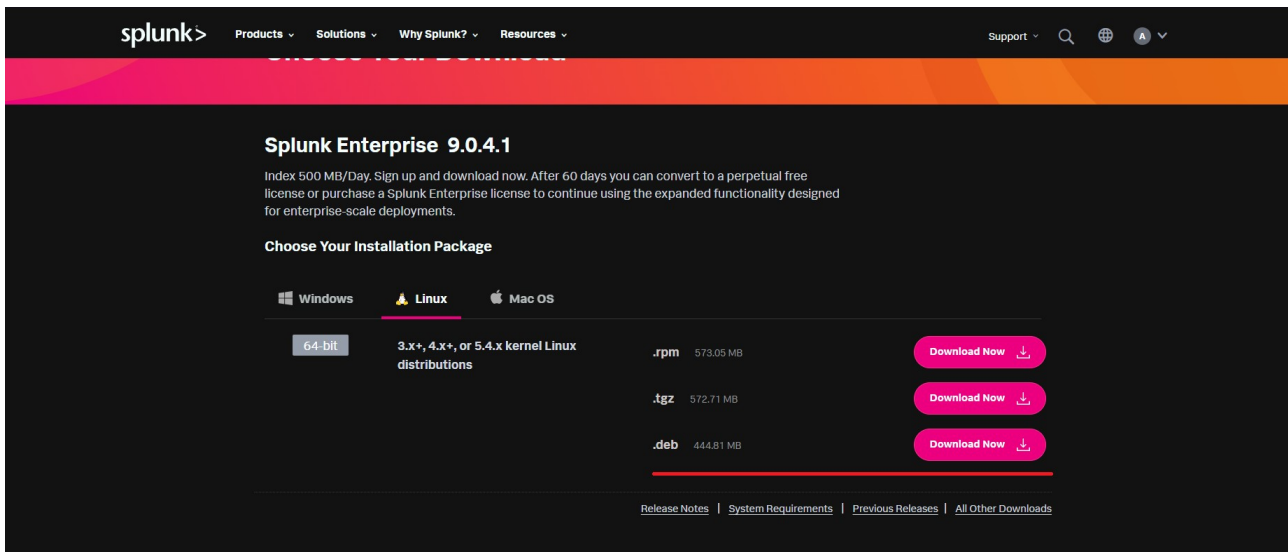 splunk> Products Solutions Why Splunk? Resources Support A
Choose Your Download
Splunk Enterprise 9.0.4.1
Index 500 MB/Day. Sign up and download now. After 60 days you can convert to a perpetual free
license or purchase a Splunk Enterprise license to continue using the expanded functionality designed
for enterprise-scale deployments.
Choose Your Installation Package
Windows Linux Mac OS
64-bit 3.x+, 4.x+, or 5.4.x kernel Linux
distributions
.rpm 573.05 MB Download Now
.tgz 572.71 MB Download Now
.deb 444.81 MB Download Now
Release Notes | System Requirements | Previous Releases | All Other Downloads